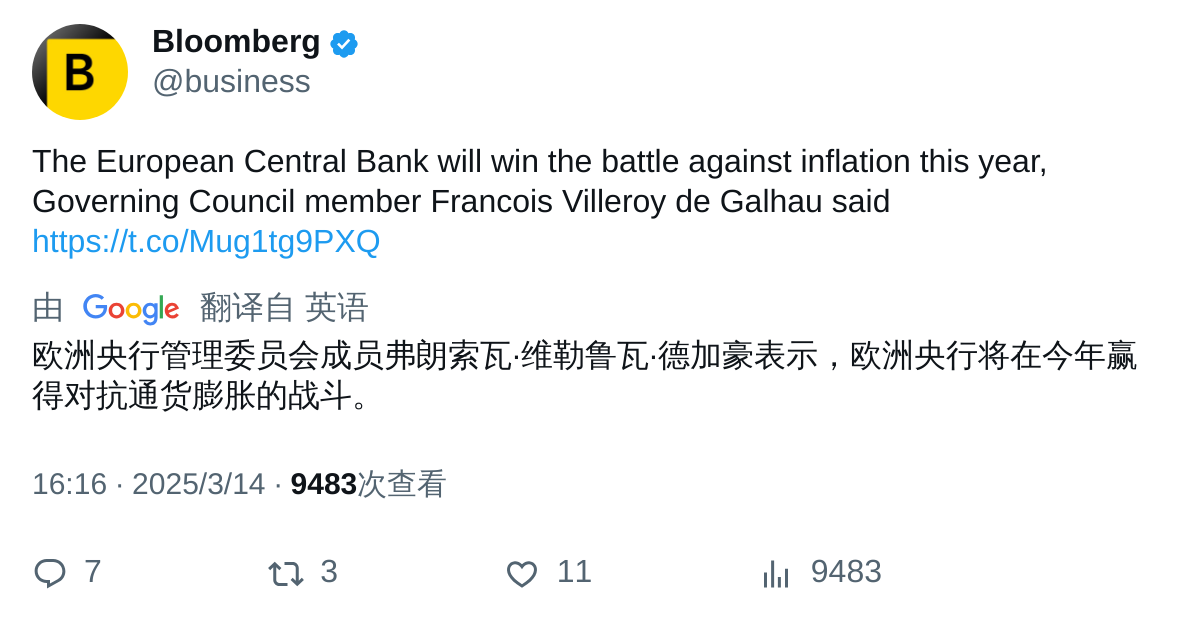 B
Bloomberg
@business
The European Central Bank will win the battle against inflation this year,
Governing Council member Francois Villeroy de Galhau said
https://t.co/Mug1tg9PXQ
由 Google 翻译自 英语
欧洲央行管理委员会成员弗朗索瓦·维勒鲁瓦·德加豪表示，欧洲央行将在今年赢
得对抗通货膨胀的战斗。
16:16 · 2025/3/14 · 9483次查看
7 3 11 9483